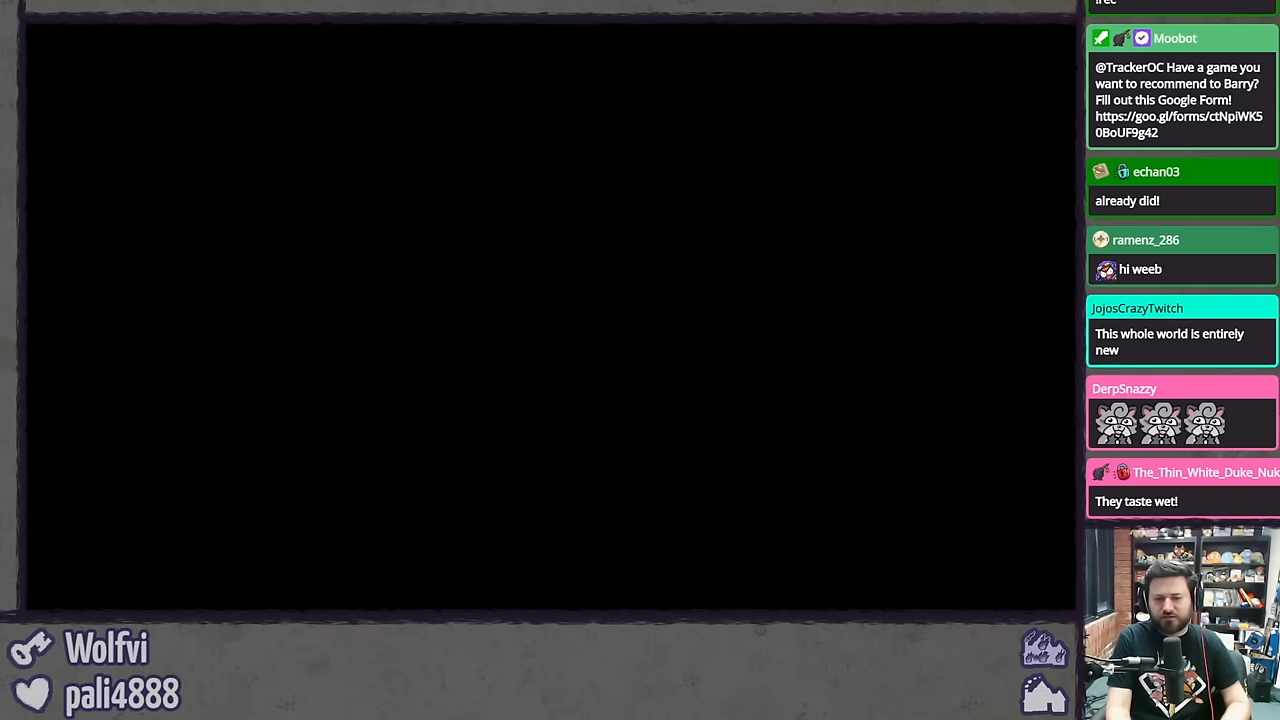 !rec
Moobot
@TrackerOC Have a game you
want to recommend to Barry?
Fill out this Google Form!
https://goo.gl/forms/ctNpiWK5
0BoUF9g42
echan03
already did!
ramenz_286
hi weeb
JojosCrazyTwitch
This whole world is entirely
new
DerpSnazzy
The_Thin_White_Duke_Nuk
They taste wet!
Wolfvi
pali4888